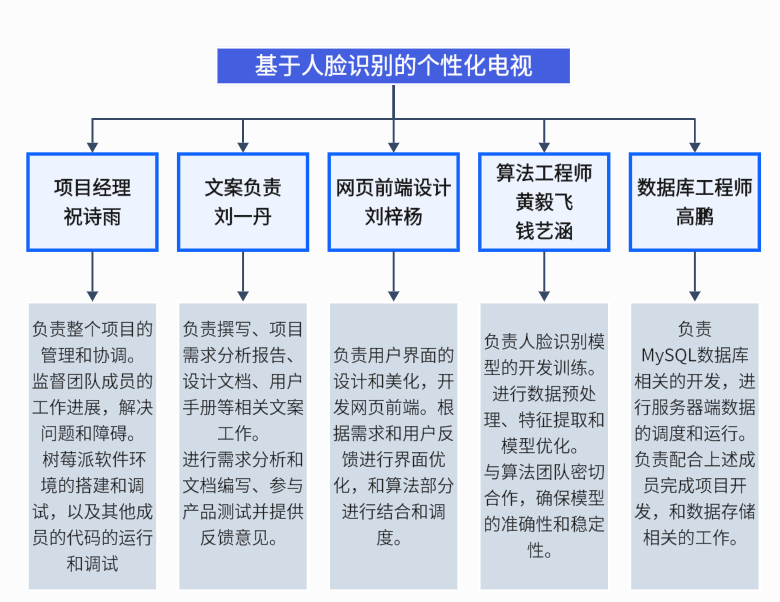 基于人脸识别的个性化电视
项目经理
祝诗雨
文案负责
刘一丹
网页前端设计
刘梓杨
算法工程师
黄毅飞
钱艺涵
数据库工程师
高鹏
负责整个项目的
管理和协调。
监督团队成员的
工作进展，解决
问题和障碍。
树莓派软件环
境的搭建和调
试，以及其他成
员的代码的运行
和调试
负责撰写、项目
需求分析报告、
设计文档、用户
手册等相关文案
工作。
进行需求分析和
文档编写、参与
产品测试并提供
反馈意见。
负责用户界面的
设计和美化，开
发网页前端。根
据需求和用户反
馈进行界面优
化，和算法部分
进行结合和调
度。
负责人脸识别模
型的开发训练。
进行数据预处
理、特征提取和
模型优化。
与算法团队密切
合作，确保模型
的准确性和稳定
性。
负责
MySQL数据库
相关的开发，进
行服务器端数据
的调度和运行。
负责配合上述成
员完成项目开
发，和数据存储
相关的工作。